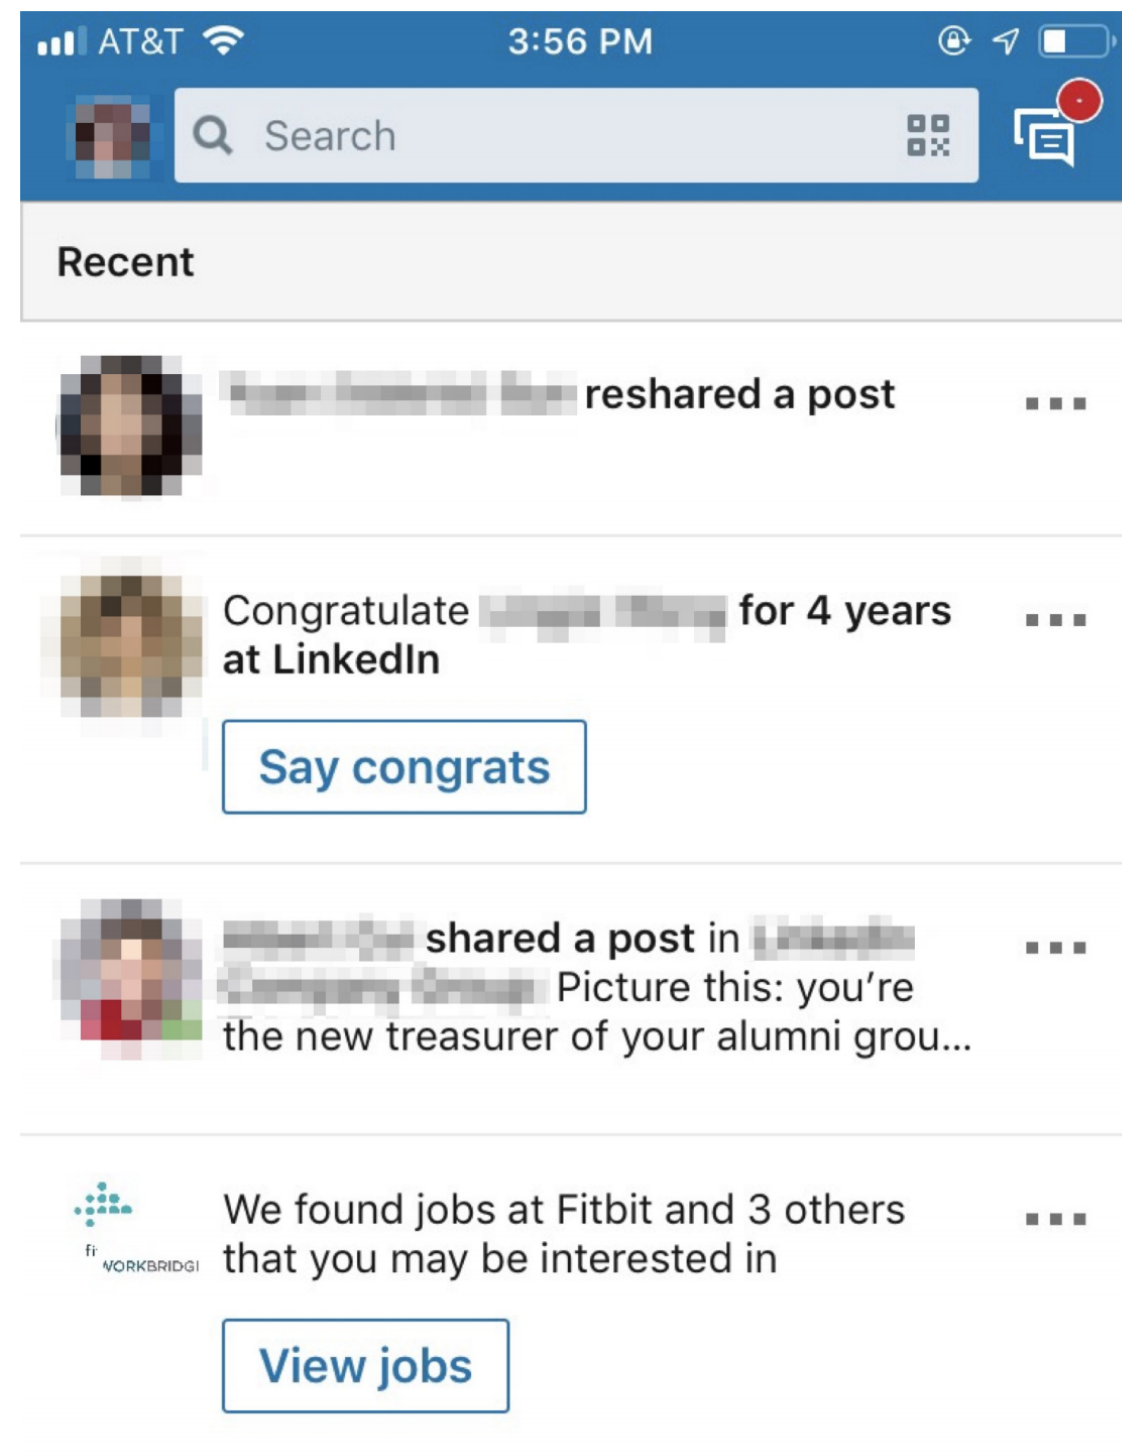 AT&T 3:56 PM
Search
Recent
reshared a post
Congratulate for 4 years
at LinkedIn
Say congrats
shared a post in
Picture this: you're
the new treasurer of your alumni grou...
We found jobs at Fitbit and 3 others
that you may be interested in
fi
WORKBRIDG
View jobs